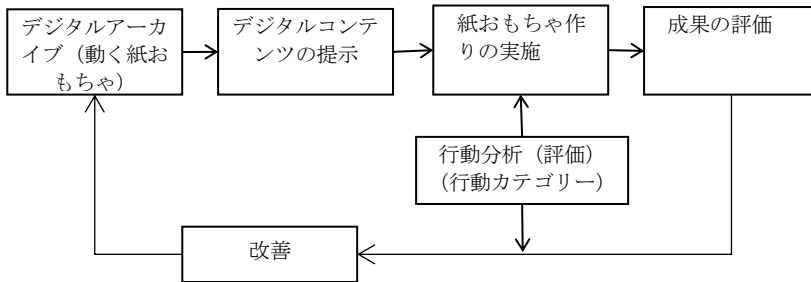 デジタルアーカ
イブ（動く紙お
もちゃ）
デジタルコンテ
ンツの提示
紙おもちゃ作
りの実施
成果の評価
行動分析（評価）
（行動カテゴリー）
改善